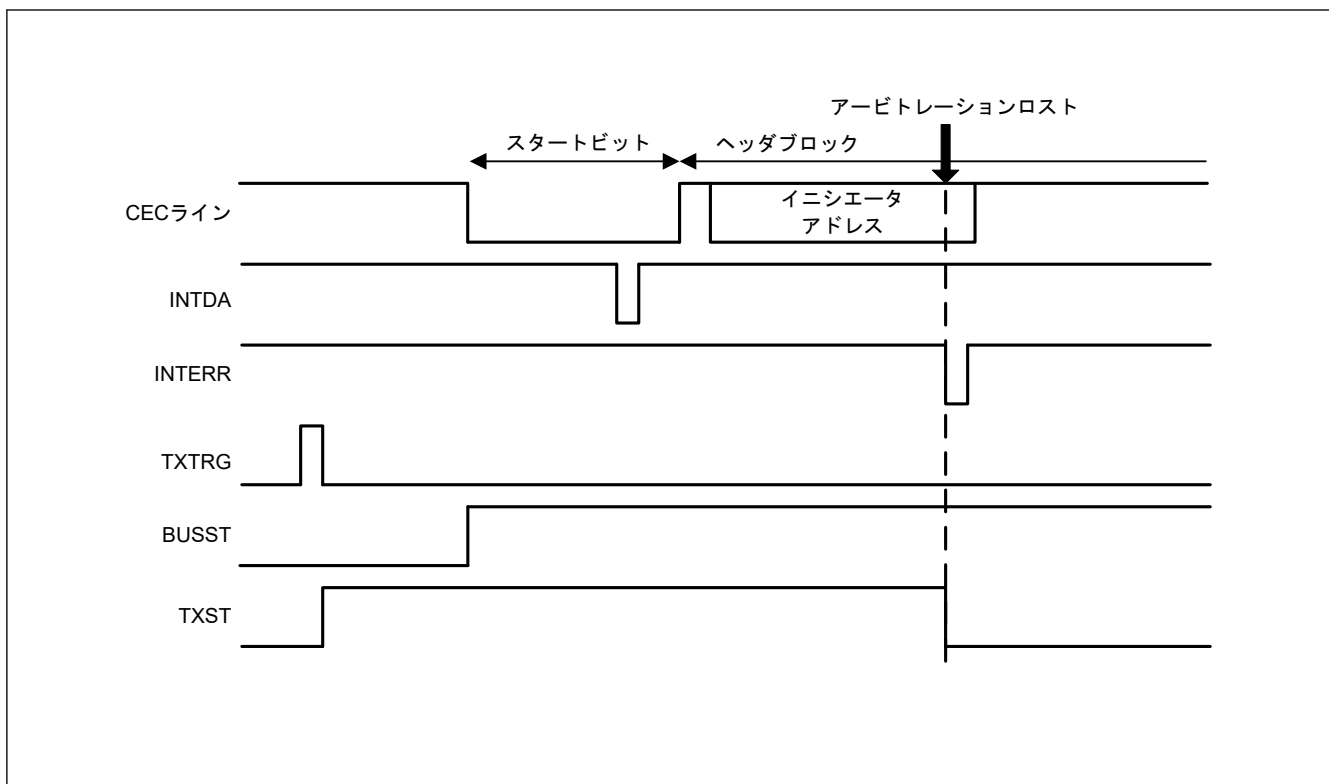 アービトレーションロスト
スタートビット
ヘッダブロック
CECライン
イニシエータ
アドレス
INTDA
INTERR
TXTRG
BUSST
TXST